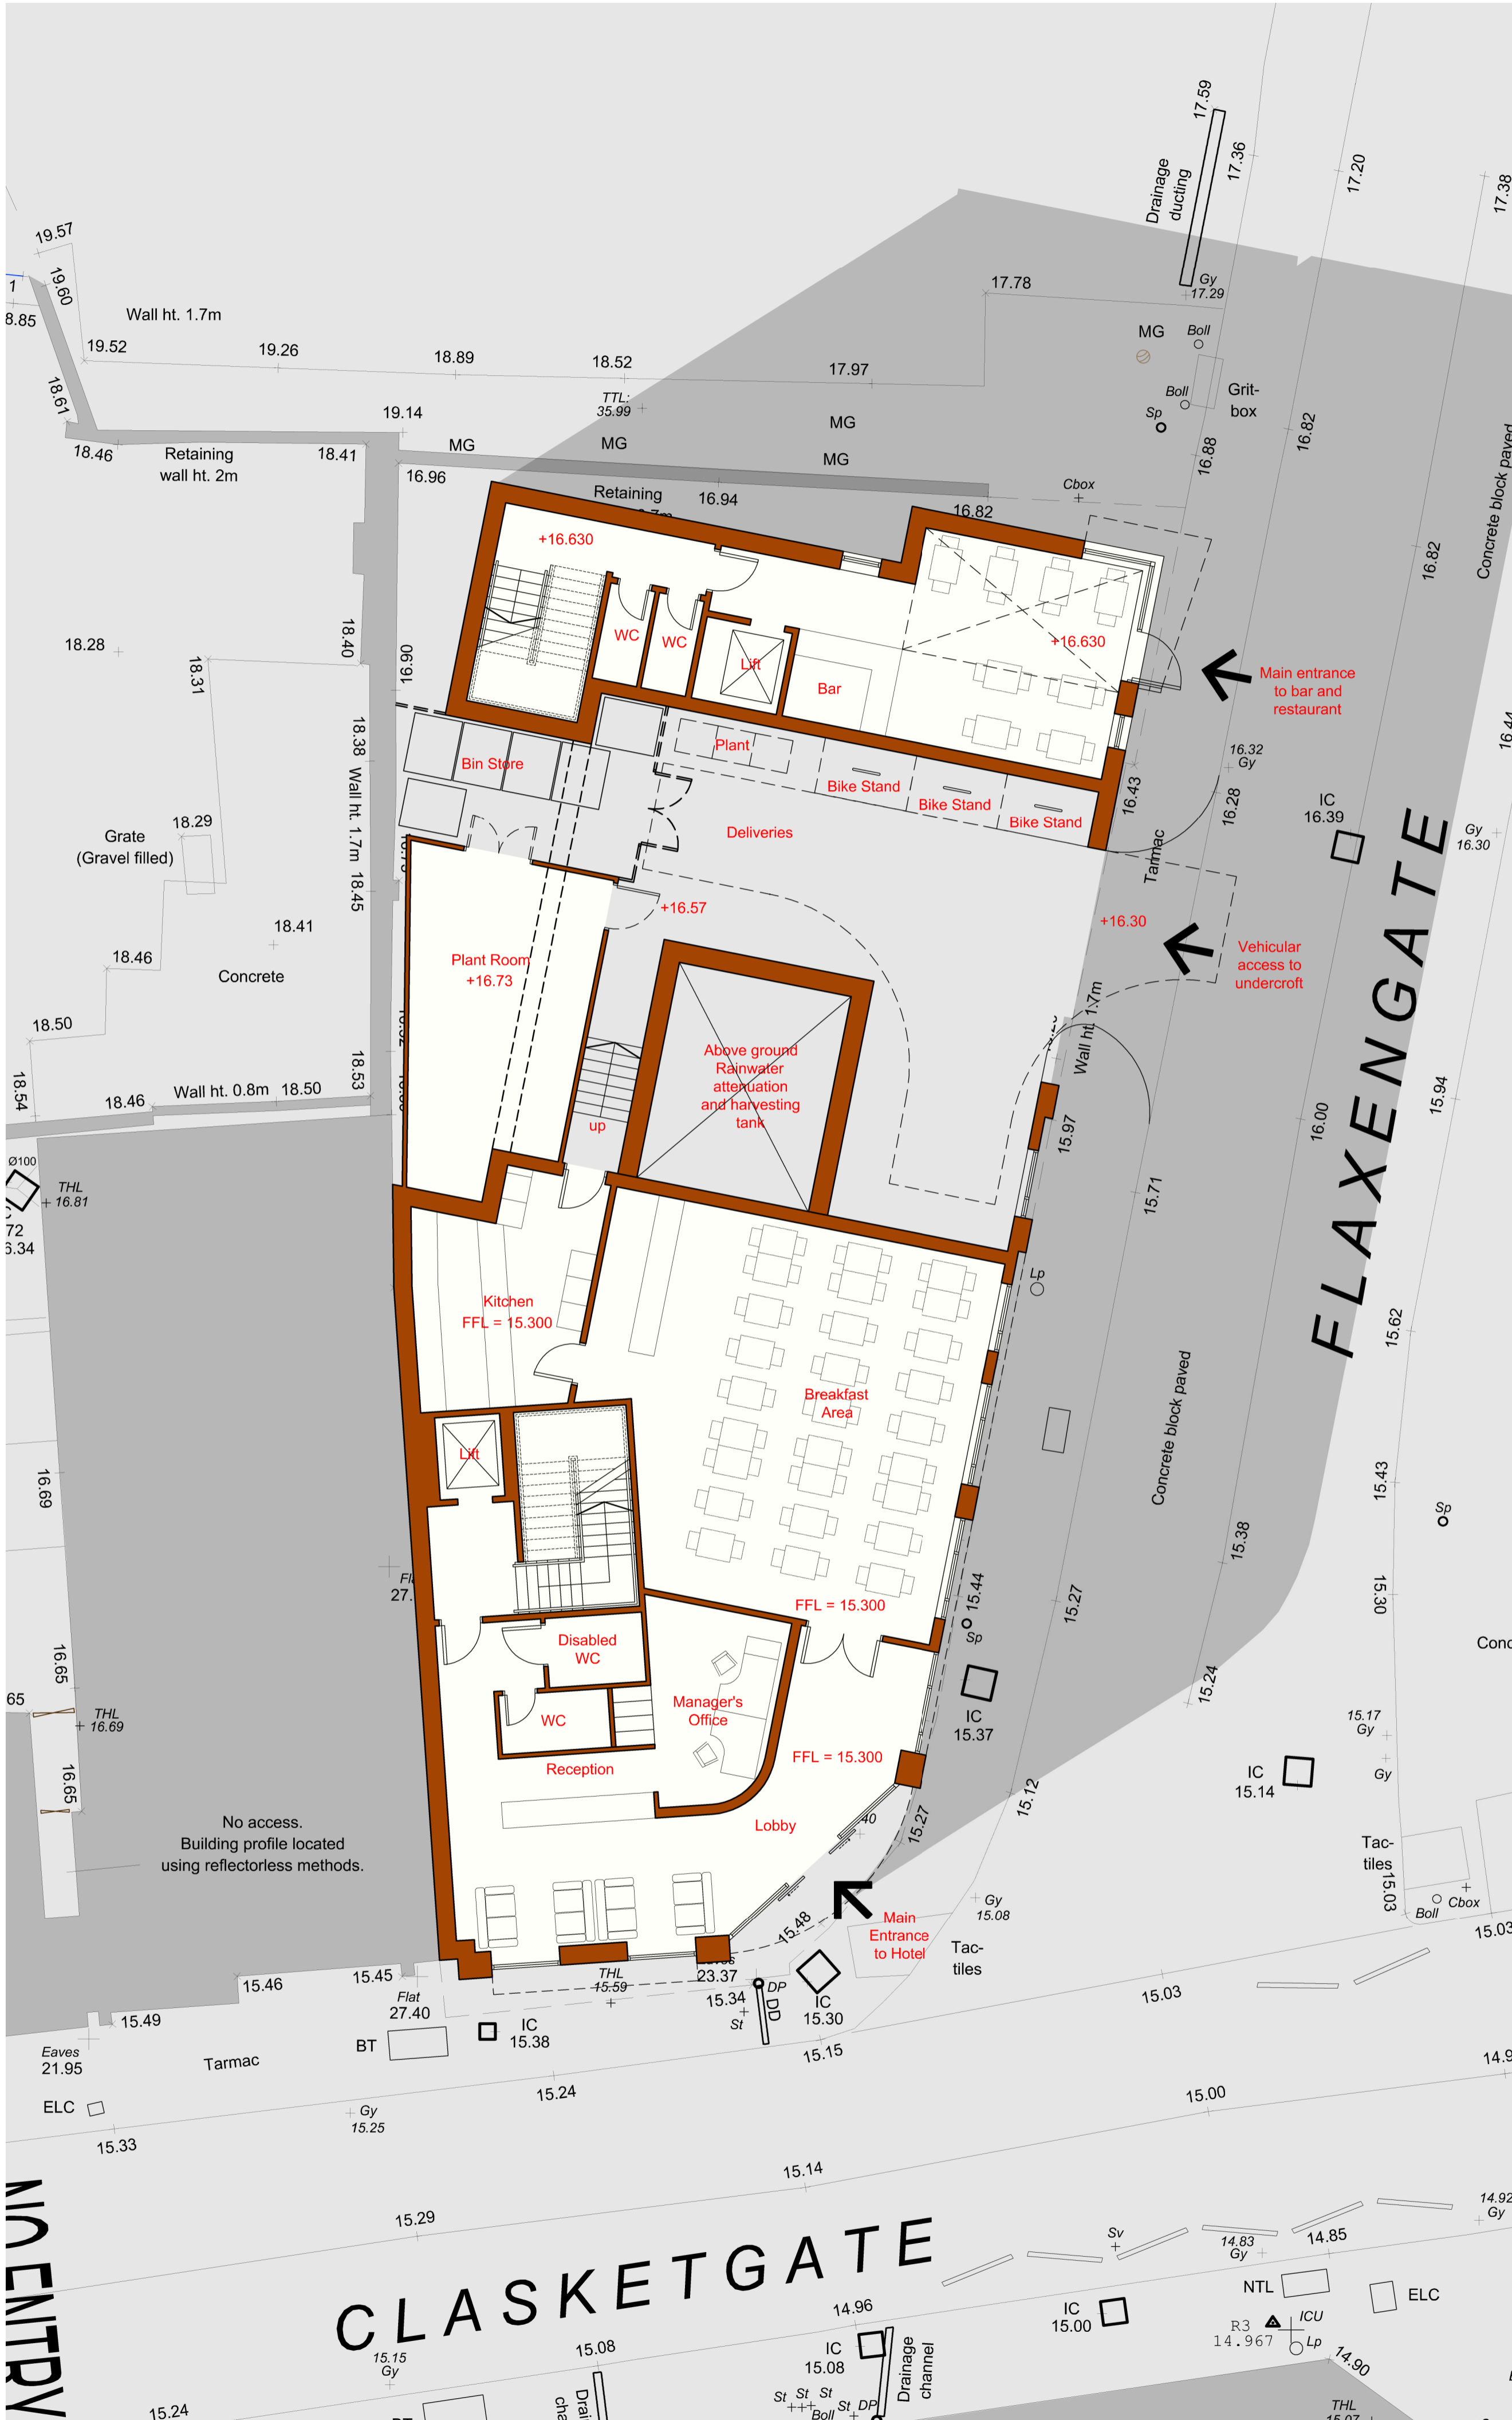 17.59
Drainage
ducting
17.36
17.20
17.38
19.57
19.60
1
8.85
Wall ht. 1.7m
17.78
Gy
17.29
MG
Boll
19.52
19.26
18.89
18.52
17.97
18.61
TTL:
35.99
Boll
Sp
Grit-
box
19.14
MG
MG
MG
MG
16.82
18.46
Retaining
wall ht. 2m
18.41
16.88
16.96
Retaining
16.94
16.82
Cbox
Concrete block paved
+16.630
16.82
18.28
18.40
18.31
16.90
WC
WC
Lift
Bar
+16.630
Main entrance
to bar and
restaurant
16.44
18.38
Wall ht. 1.7m
18.45
Bin Store
Plant
Bike Stand
Bike Stand
Bike Stand
16.43
16.32
Gy
16.28
IC
16.39
Gy
16.30
Grate
(Gravel filled)
18.29
Deliveries
Tarmac
+16.57
+16.30
18.41
18.46
Concrete
Plant Room
+16.73
Vehicular
access to
undercroft
FLAXENGATE
18.50
18.54
18.46
Wall ht. 0.8m
18.50
18.53
Above ground
Rainwater
attenuation
and harvesting
tank
Wall ht. 1.7m
15.94
16.00
15.97
up
Ø100
THL
16.81
72
6.34
15.71
Lp
Kitchen
FFL = 15.300
15.62
Breakfast
Area
Concrete block paved
Lift
16.69
15.43
Sp
15.38
27.
15.44
FFL = 15.300
15.27
15.30
Sp
Disabled
WC
16.65
65
THL
16.69
Manager's
Office
WC
IC
15.37
15.24
15.17
Gy
Gy
FFL = 15.300
Reception
IC
15.14
16.65
15.12
No access.
Building profile located
using reflectorless methods.
Lobby
40
15.27
Tac-
tiles
15.03
Boll
Cbox
15.03
Main
Entrance
to Hotel
15.48
Gy
15.08
Tac-
tiles
15.46
15.45
Flat
27.40
THL
15.59
23.37
15.34
St
DP
DD
IC
15.30
15.03
15.49
BT
IC
15.38
Eaves
21.95
Tarmac
15.15
ELC
15.24
15.00
Gy
15.25
15.33
15.14
15.29
14.92
Gy
NO ENTRY
CLASKETGATE
Sv
14.83
Gy
14.85
NTL
ELC
14.96
IC
15.00
R3
14.967
ICU
Lp
15.08
IC
15.08
Drainage
channel
15.15
Gy
14.90
15.24
St
St
St
St
DP
Boll
THL